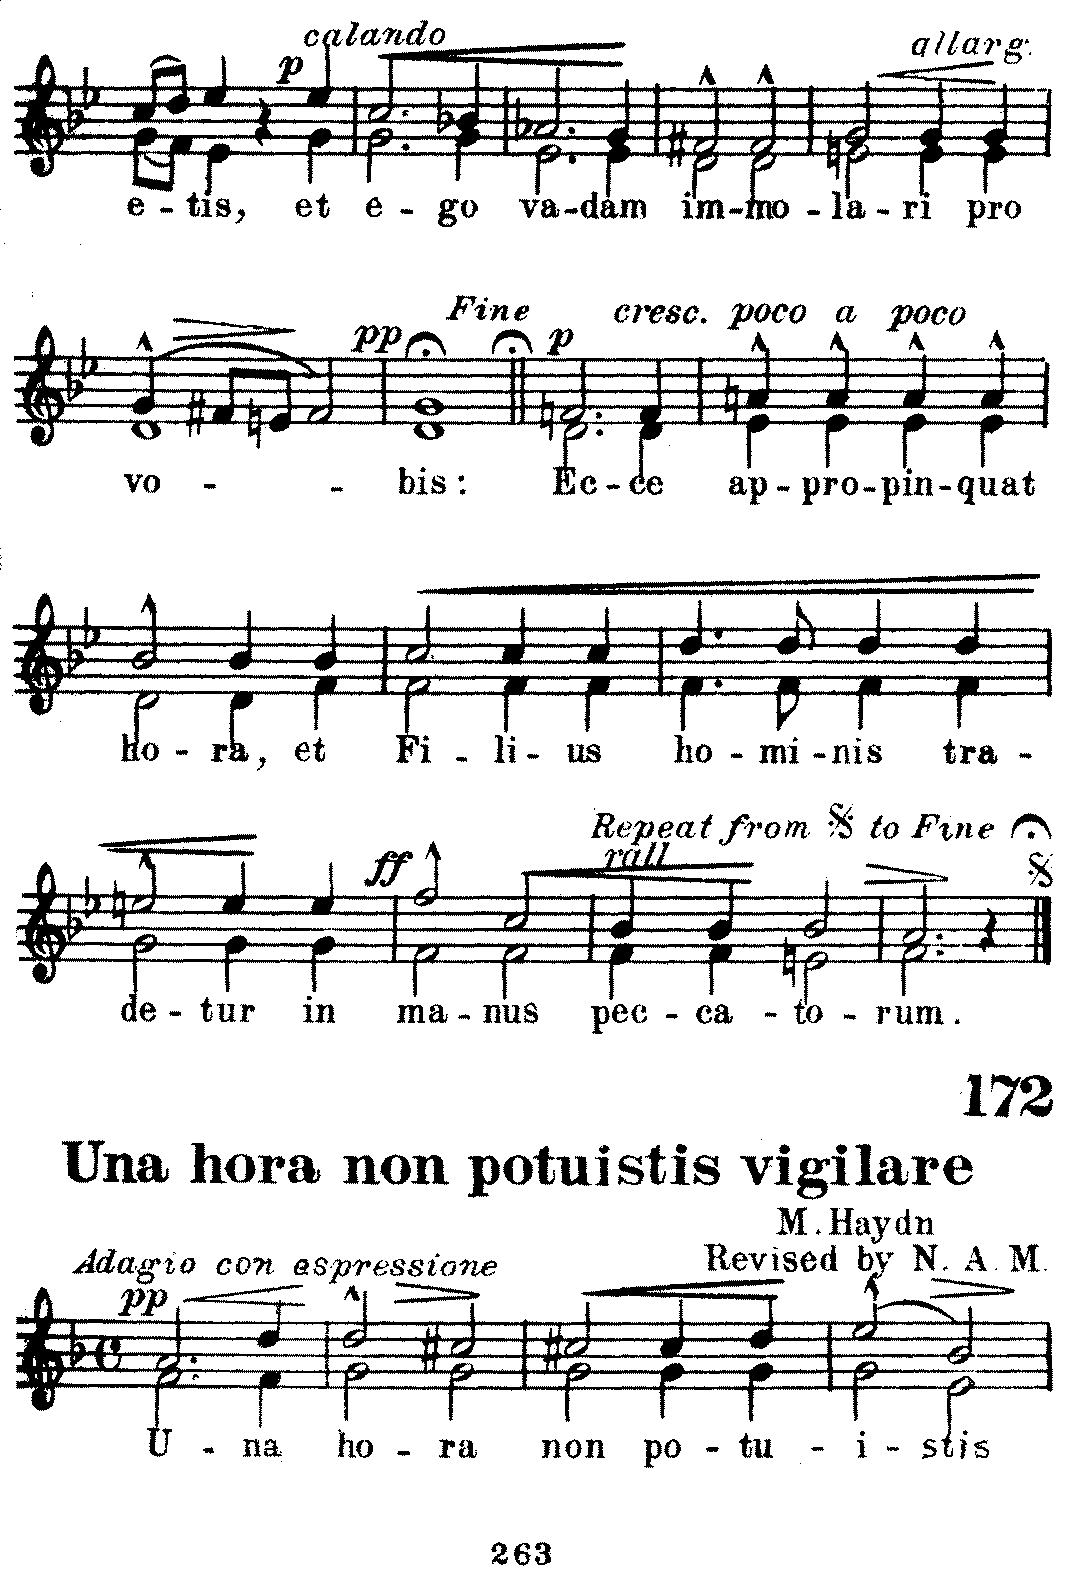 calando allarg.
p
e - tis, et e - go va-dam im-mo - la - ri pro
Fine cresc. poco a poco
pp p
vo - - bis: Ec - ce ap - pro - pin - quat
ho - ra, et Fi - li - us ho - mi - nis tra -
Repeat from 𝄋 to Fine
ff rall
de - tur in ma - nus pec - ca - to - rum.
172
Una hora non potuistis vigilare
M. Haydn
Adagio con espressione Revised by N. A. M.
pp
U - na ho - ra non po - tu - i - stis
263